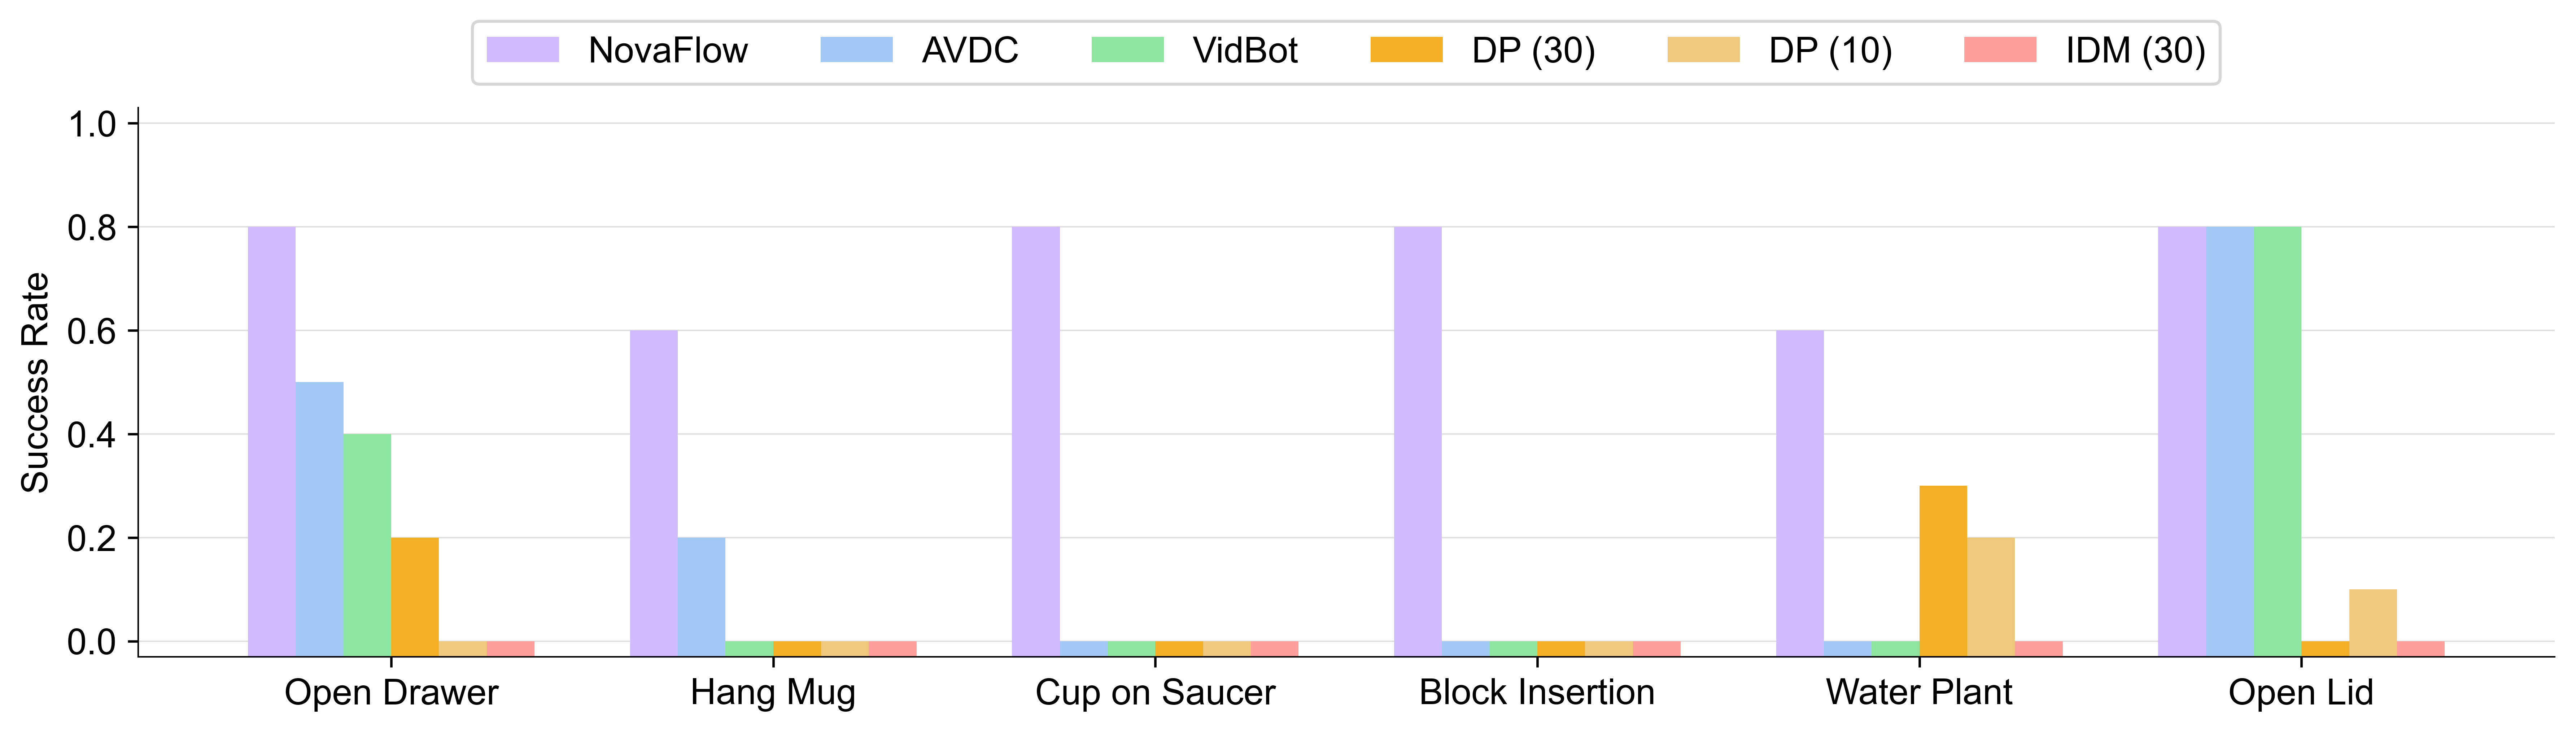 NovaFlow AVDC VidBot DP (30) DP (10) IDM (30)
Success Rate
1.0
0.8
0.6
0.4
0.2
0.0
Open Drawer Hang Mug Cup on Saucer Block Insertion Water Plant Open Lid